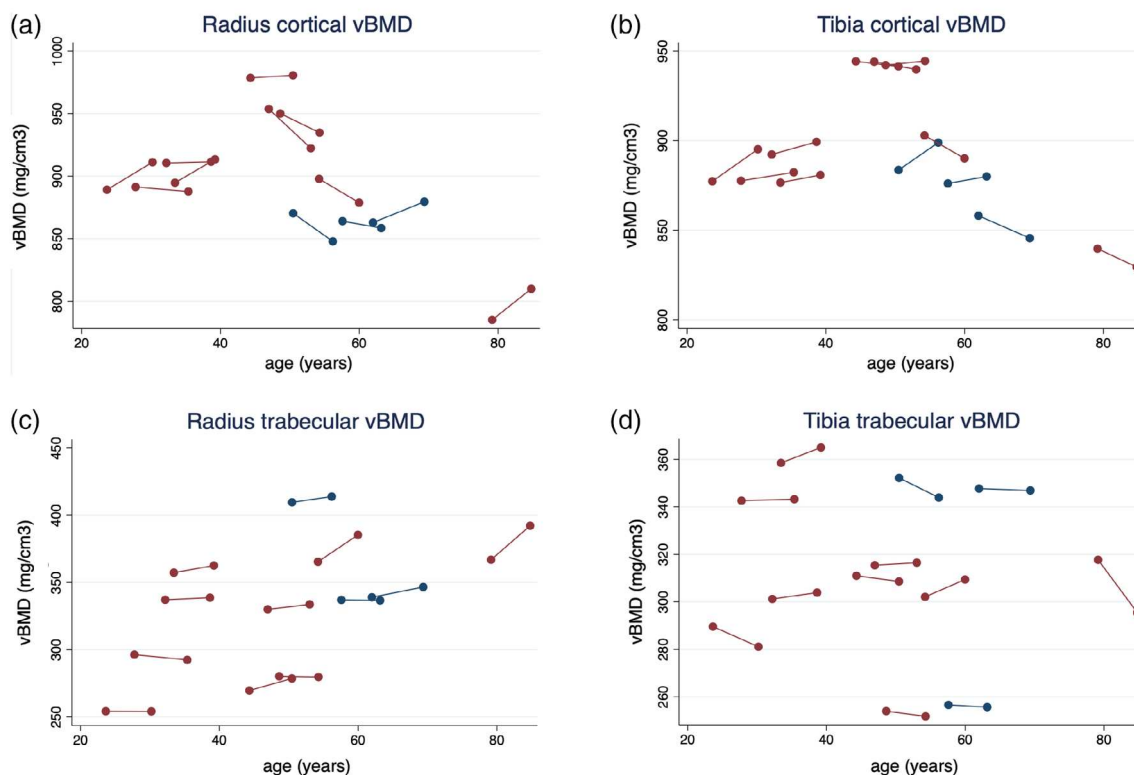 (a)
Radius cortical vBMD
vBMD (mg/cm3)
1000
950
900
850
800
20 40 60 80
age (years)
(b)
Tibia cortical vBMD
vBMD (mg/cm3)
950
900
850
800
20 40 60 80
age (years)
(c)
Radius trabecular vBMD
vBMD (mg/cm3)
450
400
350
300
250
20 40 60 80
age (years)
(d)
Tibia trabecular vBMD
vBMD (mg/cm3)
360
340
320
300
280
260
20 40 60 80
age (years)